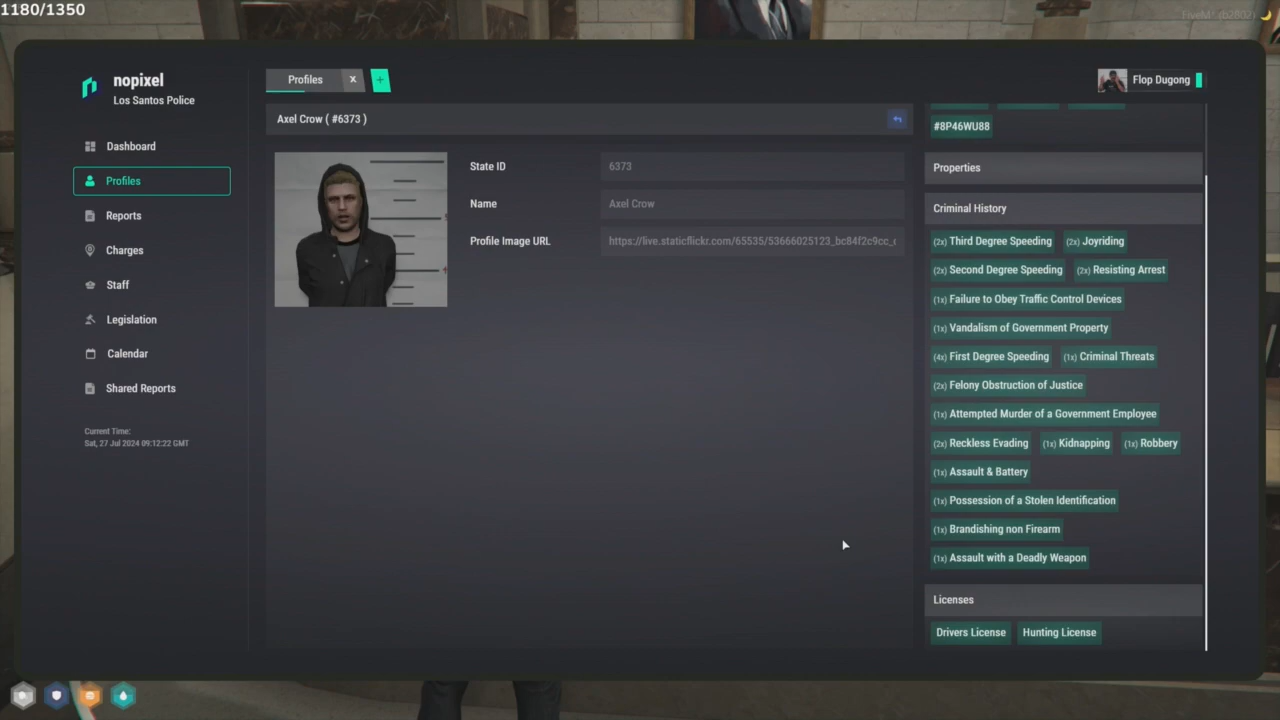 1180/1350
FiveM* (b2802)
nopixel
Los Santos Police
Dashboard
Profiles
Reports
Charges
Staff
Legislation
Calendar
Shared Reports
Current Time:
Sat, 27 Jul 2024 09:12:22 GMT
Profiles x +
Flop Dugong
Axel Crow ( #6373 )
State ID 6373
Name Axel Crow
Profile Image URL https://live.staticflickr.com/65535/53666025123_bc84f2c9cc_
#8P46WU88
Properties
Criminal History
(2x) Third Degree Speeding (2x) Joyriding
(2x) Second Degree Speeding (2x) Resisting Arrest
(1x) Failure to Obey Traffic Control Devices
(1x) Vandalism of Government Property
(4x) First Degree Speeding (1x) Criminal Threats
(2x) Felony Obstruction of Justice
(1x) Attempted Murder of a Government Employee
(2x) Reckless Evading (1x) Kidnapping (1x) Robbery
(1x) Assault & Battery
(1x) Possession of a Stolen Identification
(1x) Brandishing non Firearm
(1x) Assault with a Deadly Weapon
Licenses
Drivers License Hunting License